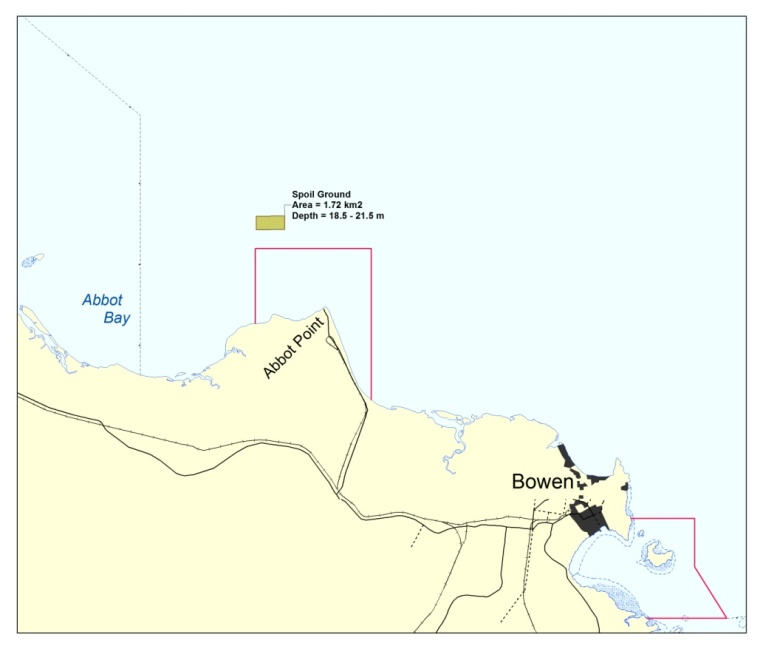 Spoil Ground
Area = 1.72 km2
Depth = 18.5 - 21.5 m
Abbot
Bay
Abbot Point
Bowen